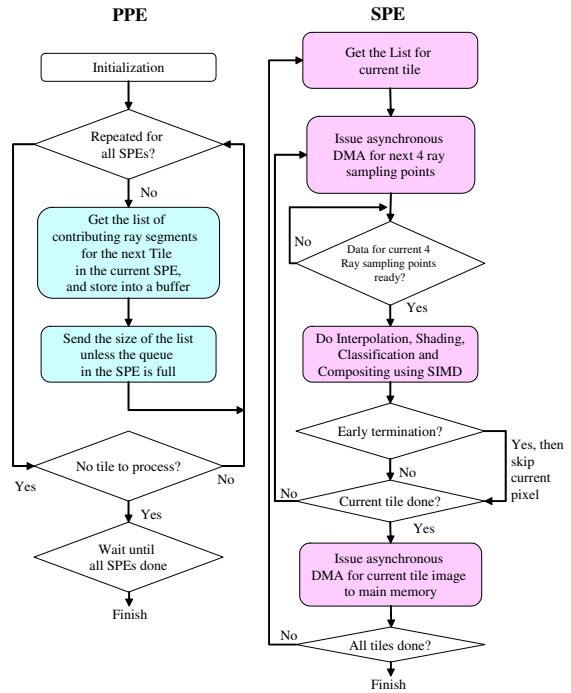 PPE
Initialization
Repeated for
all SPEs?
No
Get the list of
contributing ray segments
for the next Tile
in the current SPE,
and store into a buffer
Send the size of the list
unless the queue
in the SPE is full
No tile to process?
Yes
No
Yes
Wait until
all SPEs done
Finish
SPE
Get the List for
current tile
Issue asynchronous
DMA for next 4 ray
sampling points
No
Data for current 4
Ray sampling points
ready?
Yes
Do Interpolation, Shading,
Classification and
Compositing using SIMD
Early termination?
Yes, then
skip
current
pixel
No
No
Current tile done?
Yes
Issue asynchronous
DMA for current tile image
to main memory
No
All tiles done?
Finish